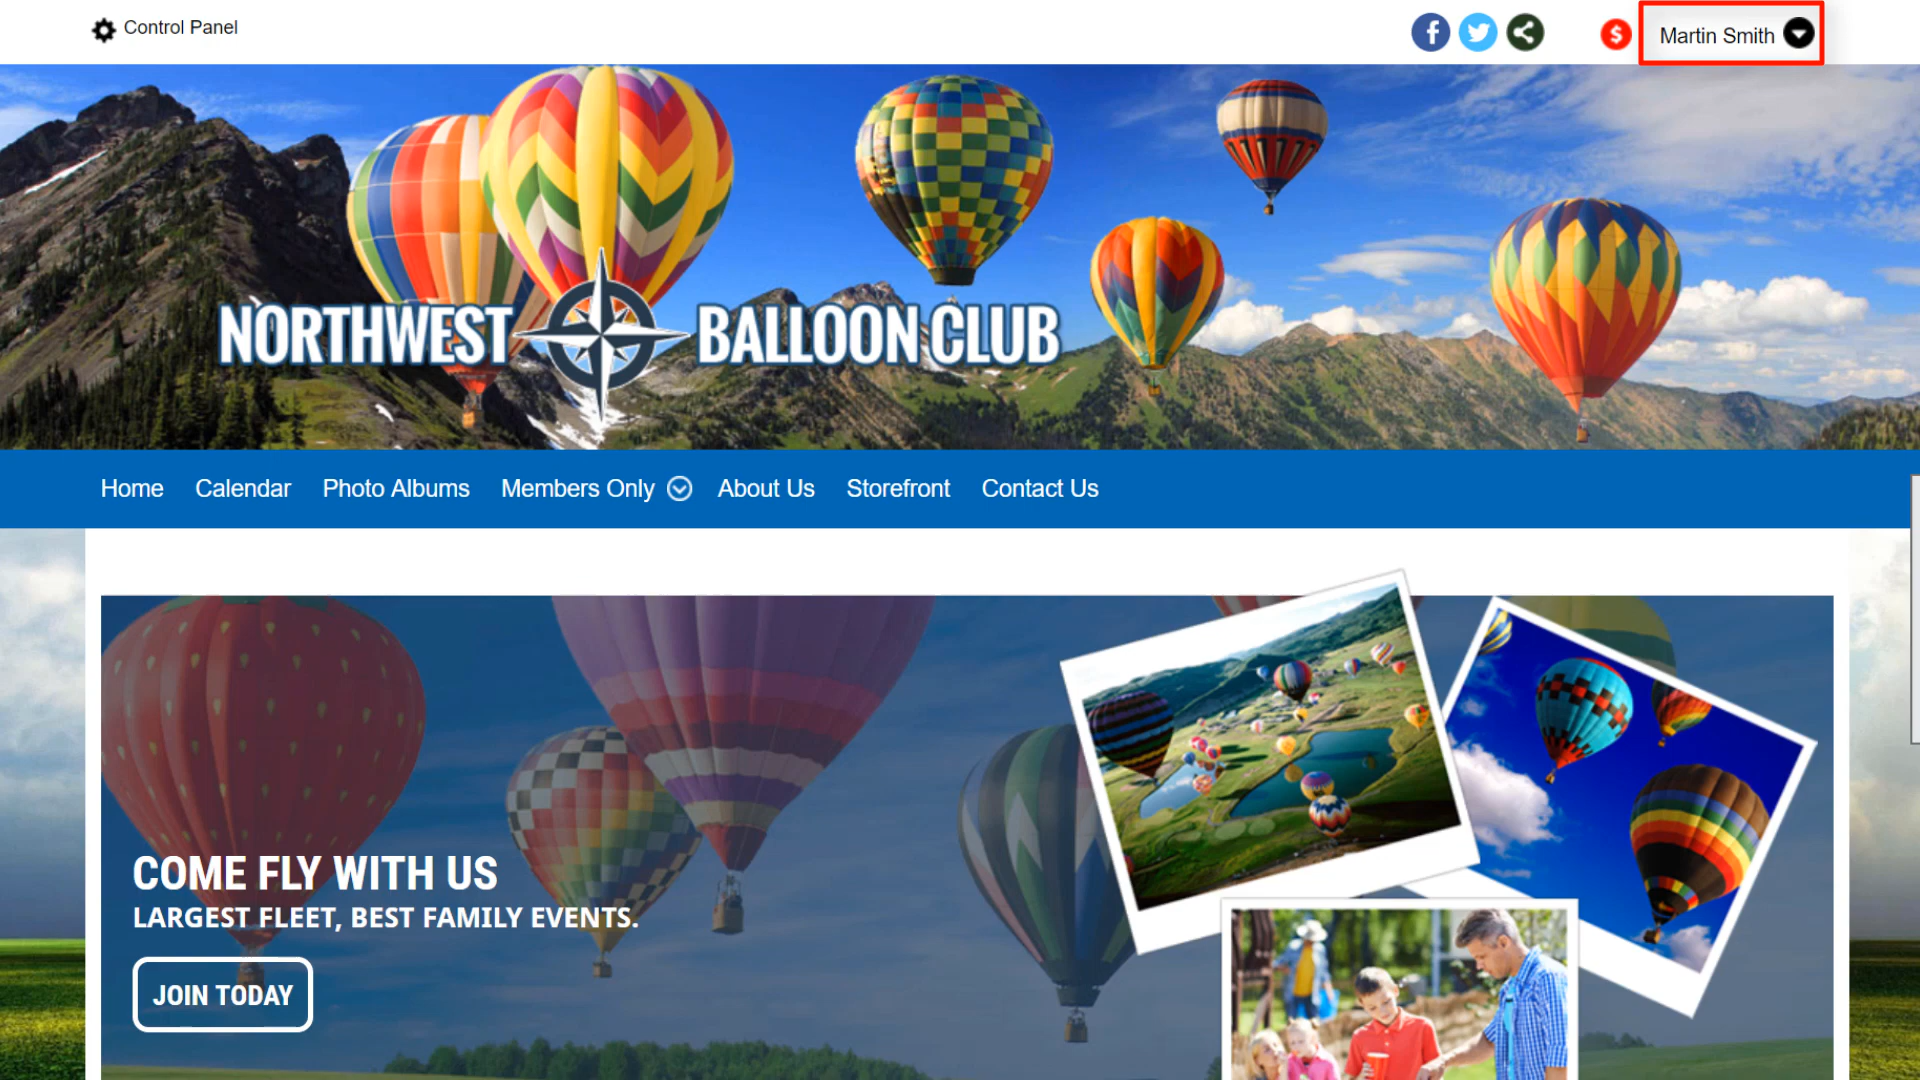 Control Panel
Martin Smith
NORTHWEST BALLOON CLUB
Home Calendar Photo Albums Members Only About Us Storefront Contact Us
COME FLY WITH US
LARGEST FLEET, BEST FAMILY EVENTS.
JOIN TODAY